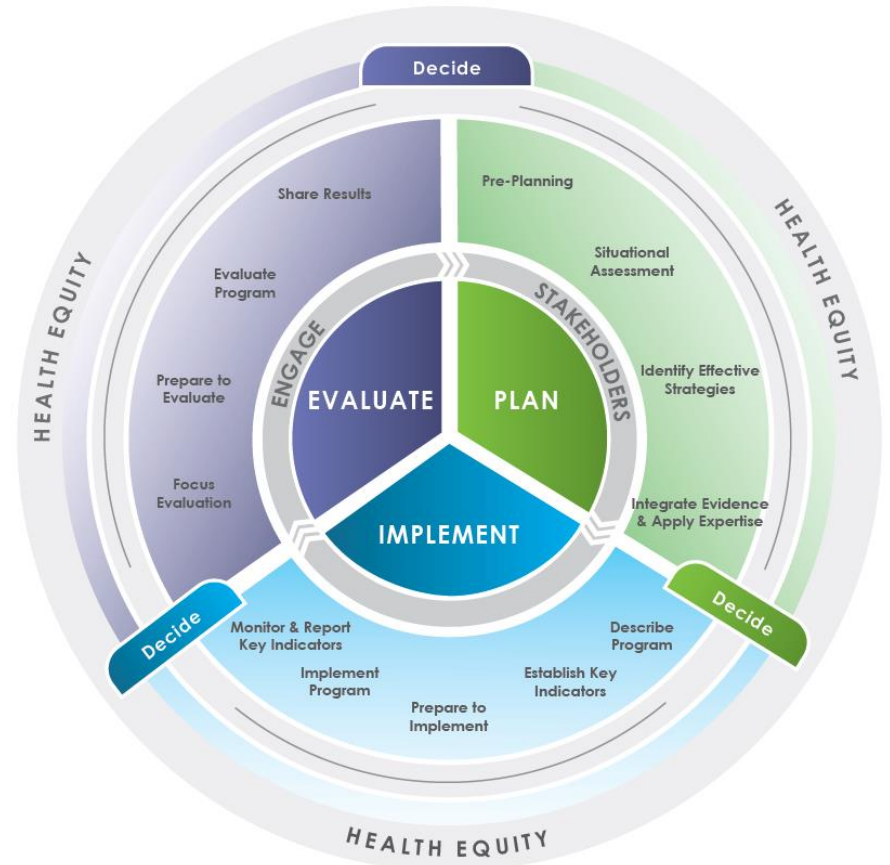 Decide
Pre-Planning
Situational
Assessment
Identify Effective
Strategies
Integrate Evidence
& Apply Expertise
Decide
Describe
Program
Establish Key
Indicators
Prepare to
Implement
Implement
Program
Monitor & Report
Key Indicators
Decide
Focus
Evaluation
Prepare to
Evaluate
Evaluate
Program
Share Results
ENGAGE
STAKEHOLDERS
EVALUATE
PLAN
IMPLEMENT
HEALTH EQUITY
HEALTH EQUITY
HEALTH EQUITY